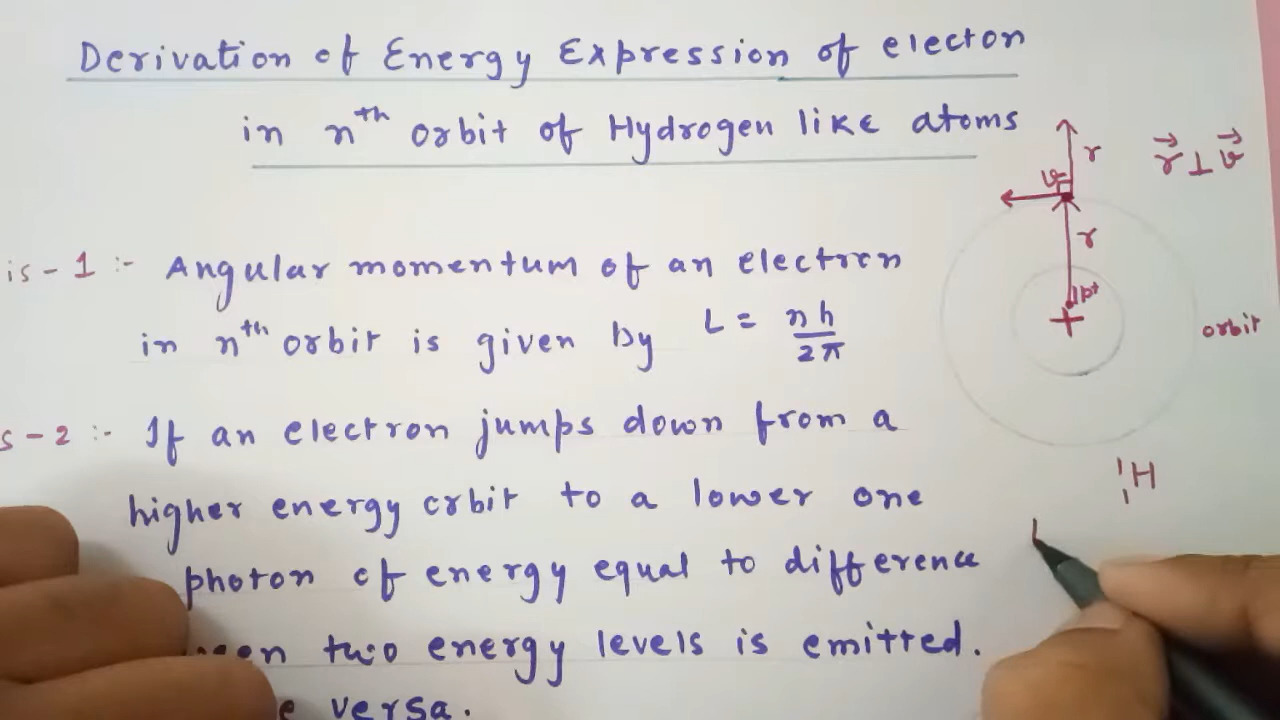 Derivation of Energy Expression of electon
in nᵗʰ orbit of Hydrogen like atoms
r
r⃗ ⊥ v⃗
v
r
is - 1 :- Angular momentum of an electron
1p+
+
in nᵗʰ orbit is given by L = nh/2π
orbit
s - 2 :- If an electron jumps down from a
higher energy orbit to a lower one
¹₁H
photon of energy equal to difference
two energy levels is emitted.
versa.